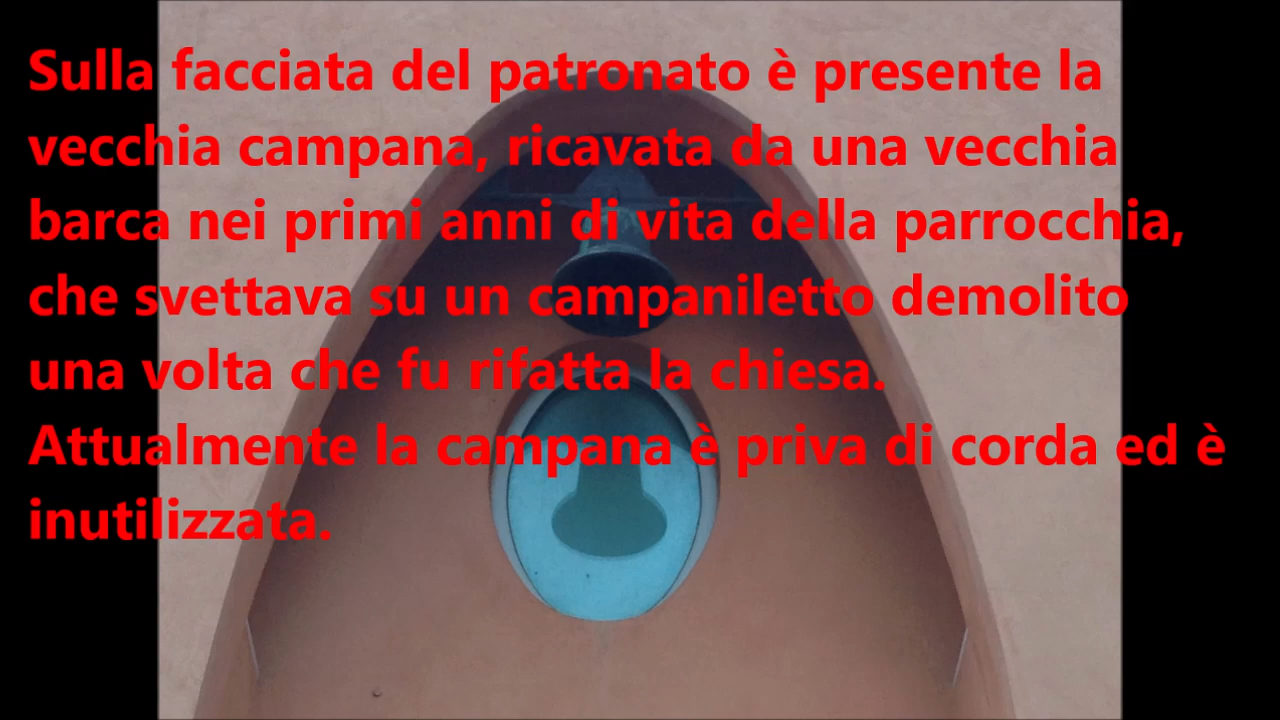 Sulla facciata del patronato è presente la
vecchia campana, ricavata da una vecchia
barca nei primi anni di vita della parrocchia,
che svettava su un campaniletto demolito
una volta che fu rifatta la chiesa.
Attualmente la campana è priva di corda ed è
inutilizzata.